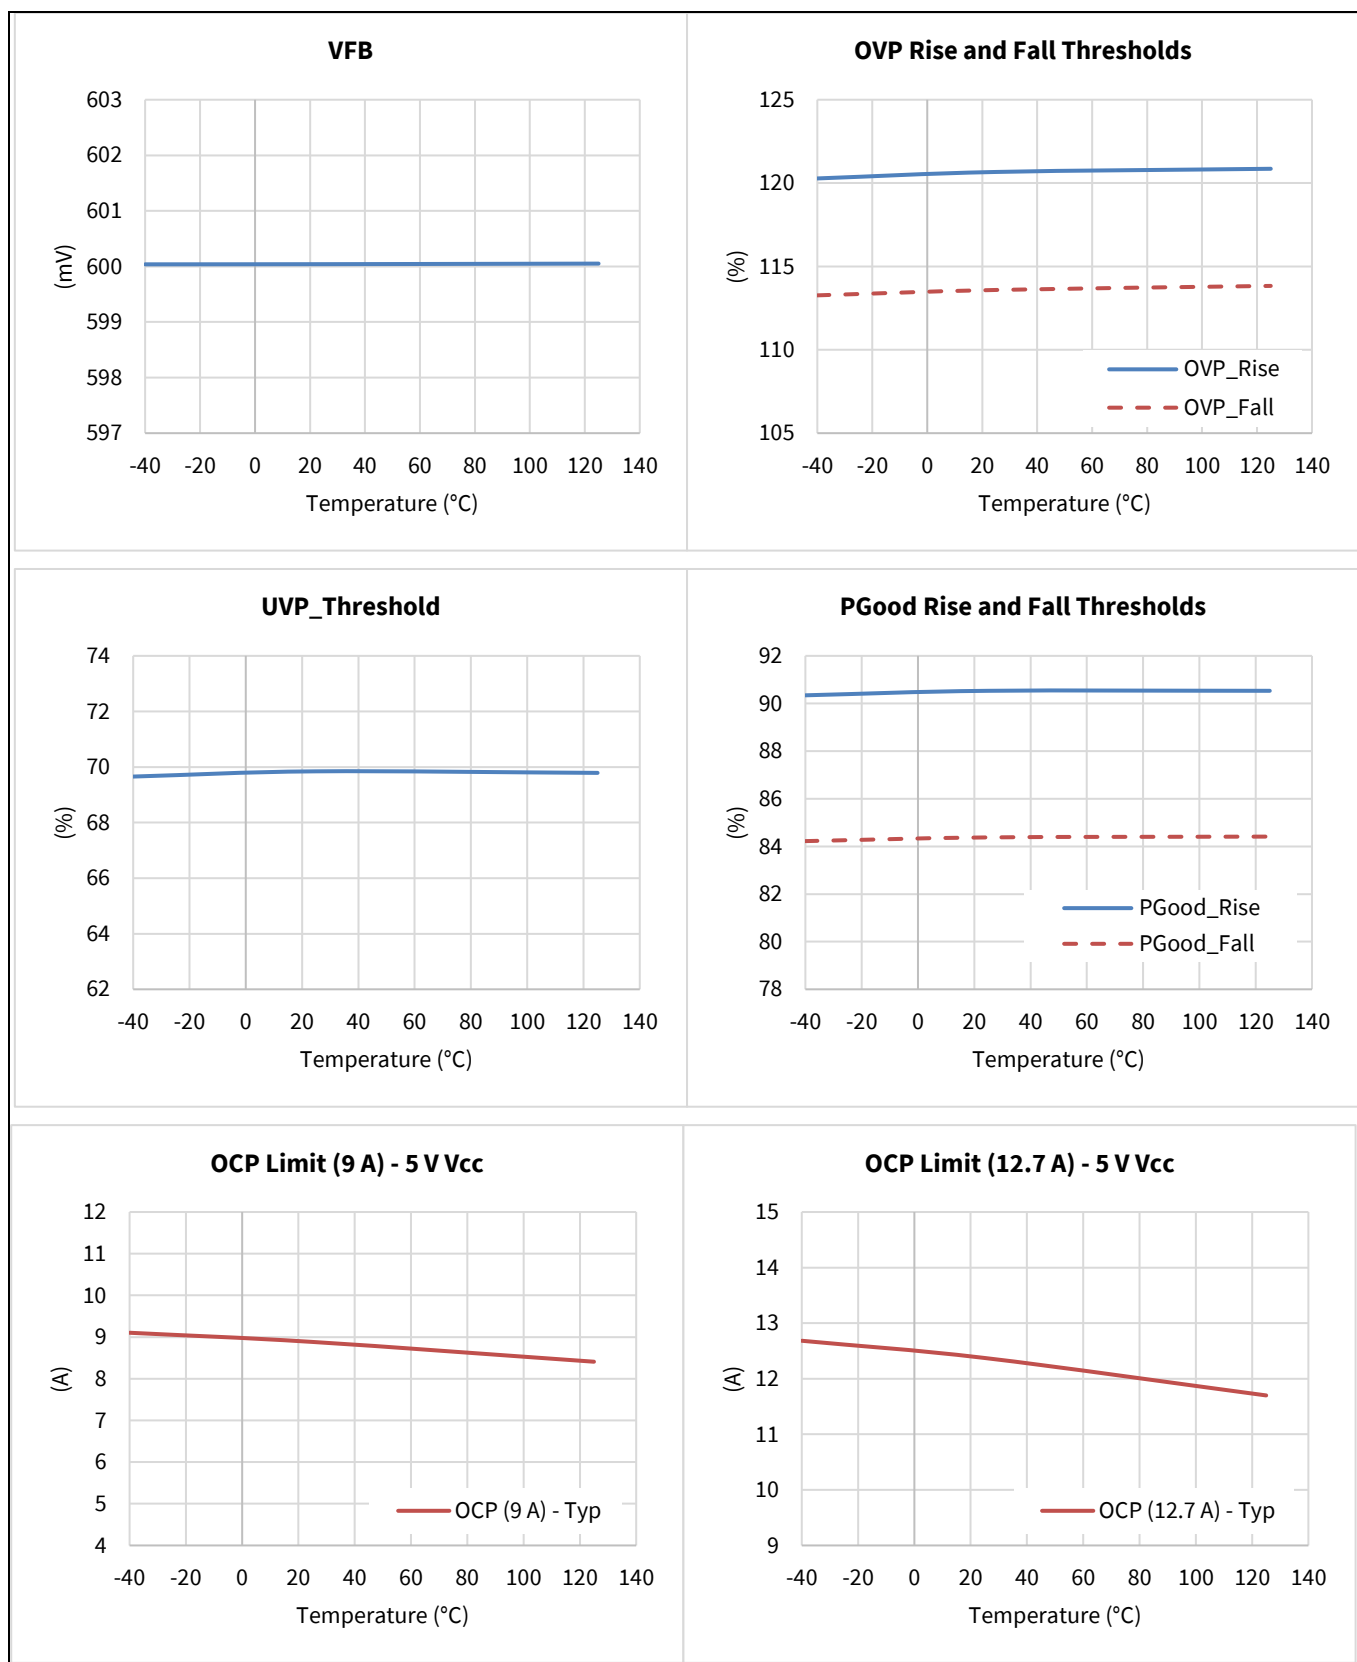 VFB
603
602
601
600
599
598
597
(mV)
-40 -20 0 20 40 60 80 100 120 140
Temperature (°C)
OVP Rise and Fall Thresholds
125
120
115
110
105
(%)
OVP_Rise
OVP_Fall
-40 -20 0 20 40 60 80 100 120 140
Temperature (°C)
UVP_Threshold
74
72
70
68
66
64
62
(%)
-40 -20 0 20 40 60 80 100 120 140
Temperature (°C)
PGood Rise and Fall Thresholds
92
90
88
86
84
82
80
78
(%)
PGood_Rise
PGood_Fall
-40 -20 0 20 40 60 80 100 120 140
Temperature (°C)
OCP Limit (9 A) - 5 V Vcc
12
11
10
9
8
7
6
5
4
(A)
OCP (9 A) - Typ
-40 -20 0 20 40 60 80 100 120 140
Temperature (°C)
OCP Limit (12.7 A) - 5 V Vcc
15
14
13
12
11
10
9
(A)
OCP (12.7 A) - Typ
-40 -20 0 20 40 60 80 100 120 140
Temperature (°C)